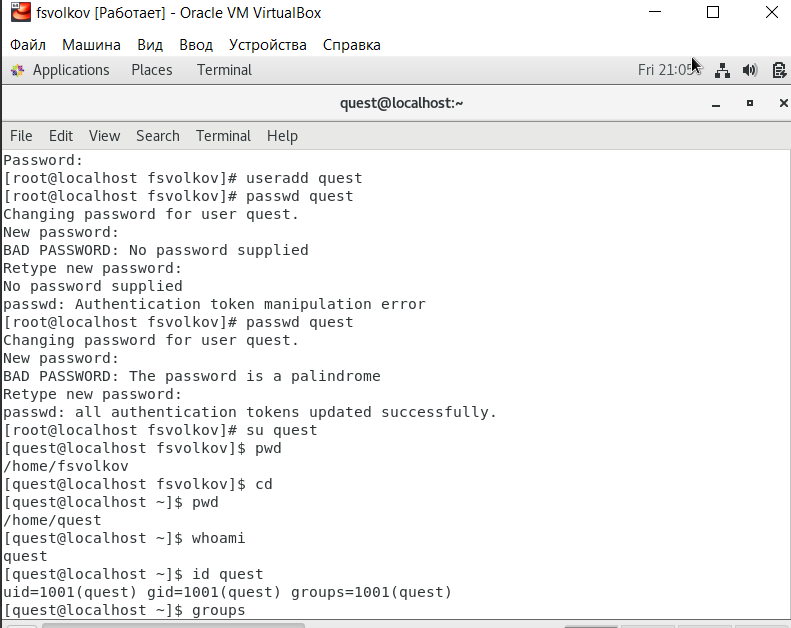 fsvolkov [Работает] - Oracle VM VirtualBox
Файл Машина Вид Ввод Устройства Справка
Applications Places Terminal Fri 21:05
quest@localhost:~
File Edit View Search Terminal Help
Password:
[root@localhost fsvolkov]# useradd quest
[root@localhost fsvolkov]# passwd quest
Changing password for user quest.
New password:
BAD PASSWORD: No password supplied
Retype new password:
No password supplied
passwd: Authentication token manipulation error
[root@localhost fsvolkov]# passwd quest
Changing password for user quest.
New password:
BAD PASSWORD: The password is a palindrome
Retype new password:
passwd: all authentication tokens updated successfully.
[root@localhost fsvolkov]# su quest
[quest@localhost fsvolkov]$ pwd
/home/fsvolkov
[quest@localhost fsvolkov]$ cd
[quest@localhost ~]$ pwd
/home/quest
[quest@localhost ~]$ whoami
quest
[quest@localhost ~]$ id quest
uid=1001(quest) gid=1001(quest) groups=1001(quest)
[quest@localhost ~]$ groups